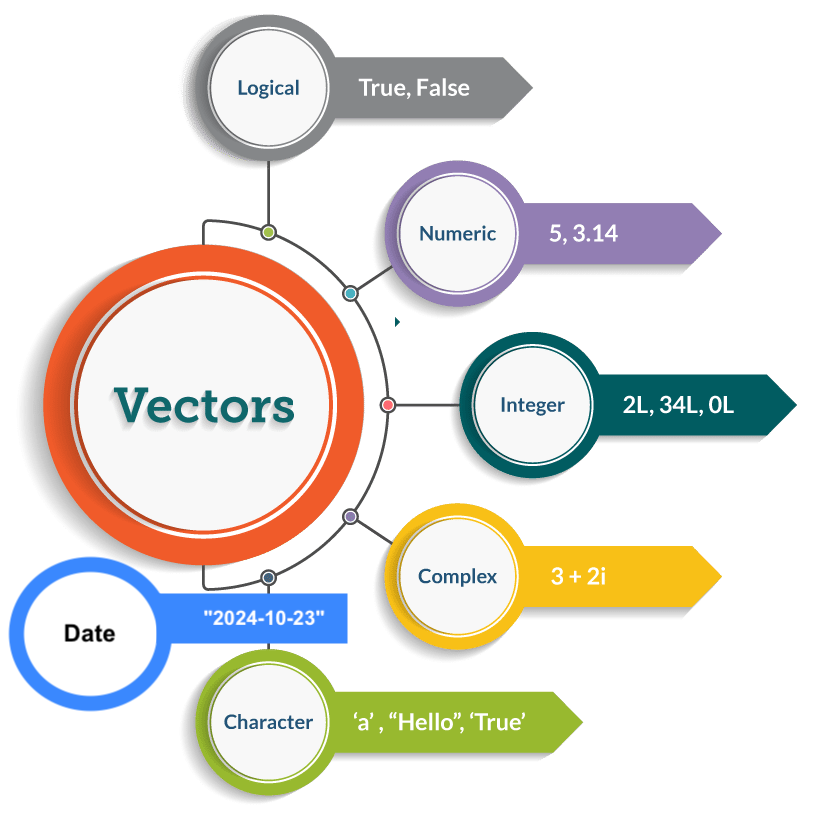 Logical
True, False
Numeric
5, 3.14
Vectors
Integer
2L, 34L, 0L
Complex
3 + 2i
Date
"2024-10-23"
Character
‘a’ , “Hello”, ‘True’